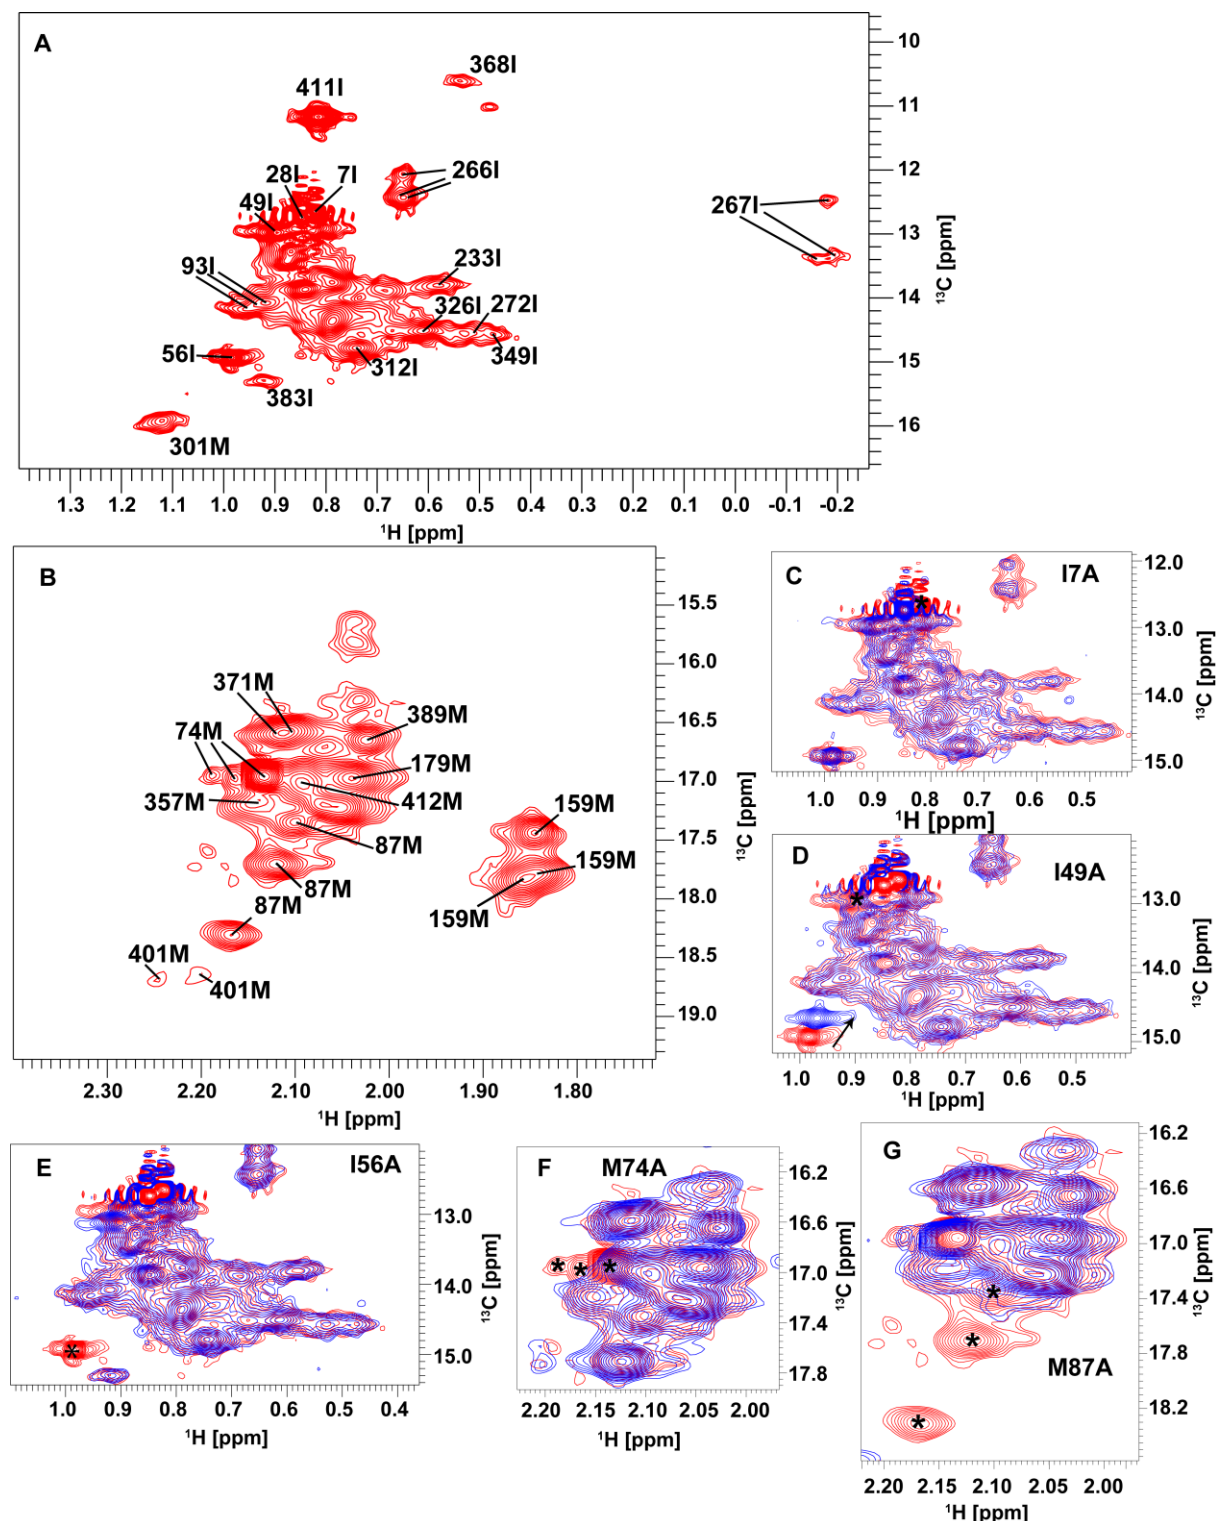 A
368I
411I
28I
7I
266I
49I
267I
93I
233I
326I
272I
56I
312I
349I
383I
301M
10
11
12
13
14
15
16
¹³C [ppm]
1.3 1.2 1.1 1.0 0.9 0.8 0.7 0.6 0.5 0.4 0.3 0.2 0.1 0.0 -0.1 -0.2
¹H [ppm]
B
371M
389M
74M
179M
412M
357M
87M
159M
159M
87M
159M
87M
401M
401M
15.5
16.0
16.5
17.0
17.5
18.0
18.5
19.0
¹³C [ppm]
2.30 2.20 2.10 2.00 1.90 1.80
¹H [ppm]
C
I7A
*
12.0
13.0
14.0
15.0
¹³C [ppm]
1.0 0.9 0.8 0.7 0.6 0.5
¹H [ppm]
D
I49A
*
13.0
14.0
15.0
¹³C [ppm]
1.0 0.9 0.8 0.7 0.6 0.5
¹H [ppm]
E
I56A
*
13.0
14.0
15.0
¹³C [ppm]
1.0 0.9 0.8 0.7 0.6 0.5 0.4
¹H [ppm]
F
M74A
* * *
16.2
16.6
17.0
17.4
17.8
¹³C [ppm]
2.20 2.15 2.10 2.05 2.00
¹H [ppm]
G
*
*
M87A
*
16.2
16.6
17.0
17.4
17.8
18.2
¹³C [ppm]
2.20 2.15 2.10 2.05 2.00
¹H [ppm]